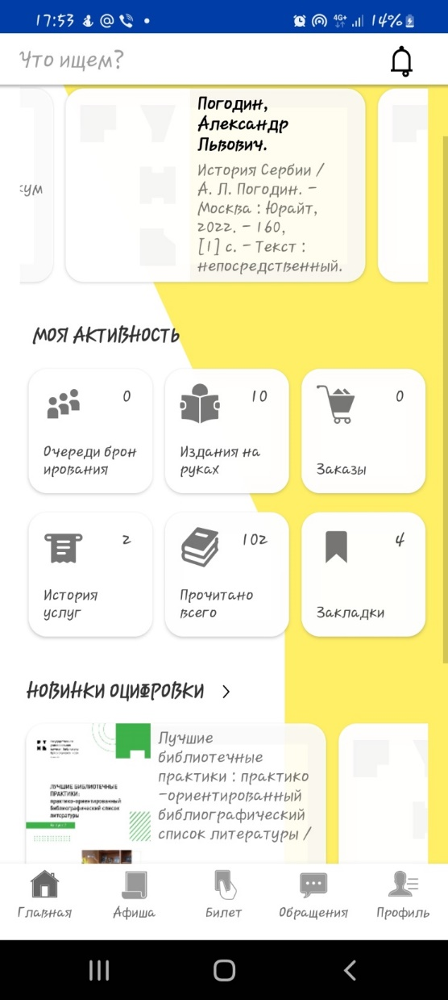 17:53
4G+
14%
Что ищем?
кум
Погодин,
Александр
Львович.
История Сербии /
А. Л. Погодин. –
Москва : Юрайт,
2022. – 160,
[1] с. – Текст :
непосредственный.
МОЯ АКТИВНОСТЬ
0
10
0
Очереди брон
ирования
Издания на
руках
Заказы
2
102
4
История
услуг
Прочитано
всего
Закладки
НОВИНКИ ОЦИФРОВКИ >
ЛУЧШИЕ БИБЛИОТЕЧНЫЕ
ПРАКТИКИ:
практико-ориентированный
библиографический список
литературы
Лучшие
библиотечные
практики : практико
-ориентированный
библиографический
список литературы /
Главная
Афиша
Билет
Обращения
Профиль